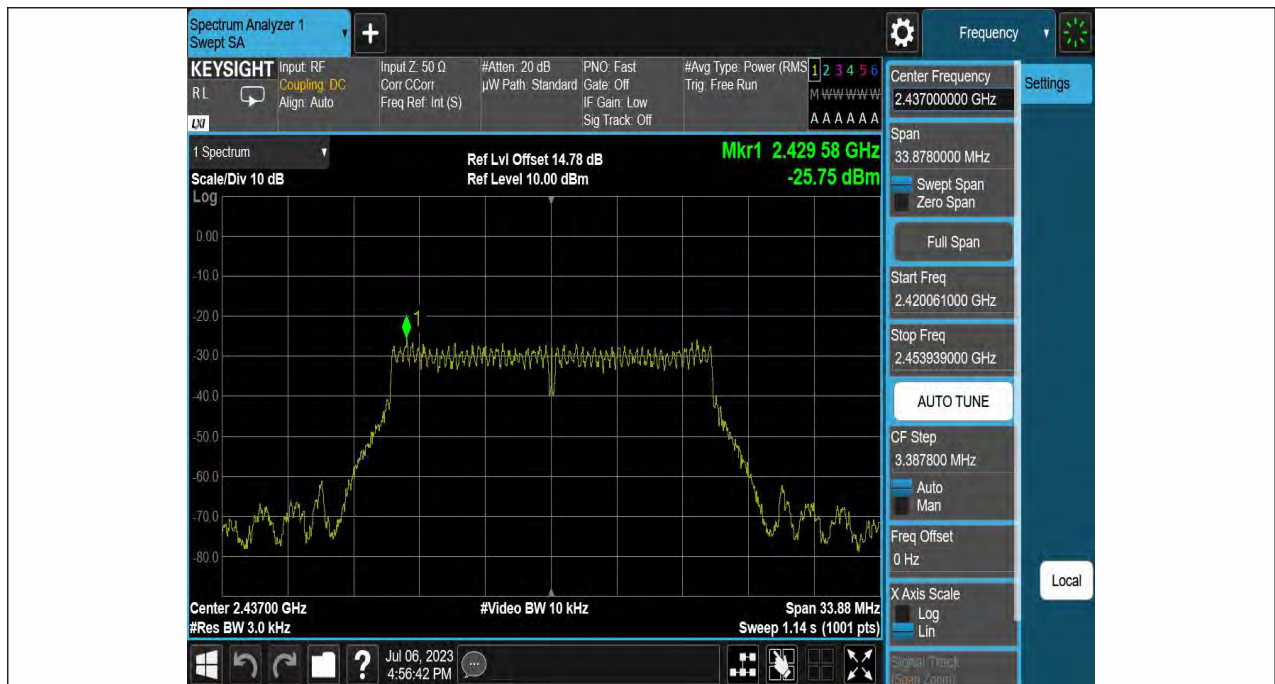 Spectrum Analyzer 1
Swept SA
+
Frequency
KEYSIGHT
RL
LXI
Input: RF
Coupling: DC
Align: Auto
Input Z: 50 Ω
Corr CCorr
Freq Ref: Int (S)
#Atten: 20 dB
µW Path: Standard
PNO: Fast
Gate: Off
IF Gain: Low
Sig Track: Off
#Avg Type: Power (RMS
Trig: Free Run
1 2 3 4 5 6
M W W W W W
A A A A A A
1 Spectrum
Ref Lvl Offset 14.78 dB
Mkr1 2.429 58 GHz
Scale/Div 10 dB
Ref Level 10.00 dBm
-25.75 dBm
Log
0.00
-10.0
-20.0
-30.0
-40.0
-50.0
-60.0
-70.0
-80.0
1
Center 2.43700 GHz
#Video BW 10 kHz
Span 33.88 MHz
#Res BW 3.0 kHz
Sweep 1.14 s (1001 pts)
Center Frequency
2.437000000 GHz
Span
33.8780000 MHz
Swept Span
Zero Span
Full Span
Start Freq
2.420061000 GHz
Stop Freq
2.453939000 GHz
AUTO TUNE
CF Step
3.387800 MHz
Auto
Man
Freq Offset
0 Hz
X Axis Scale
Log
Lin
Signal Track
(Span Zoom)
Settings
Local
?
Jul 06, 2023
4:56:42 PM